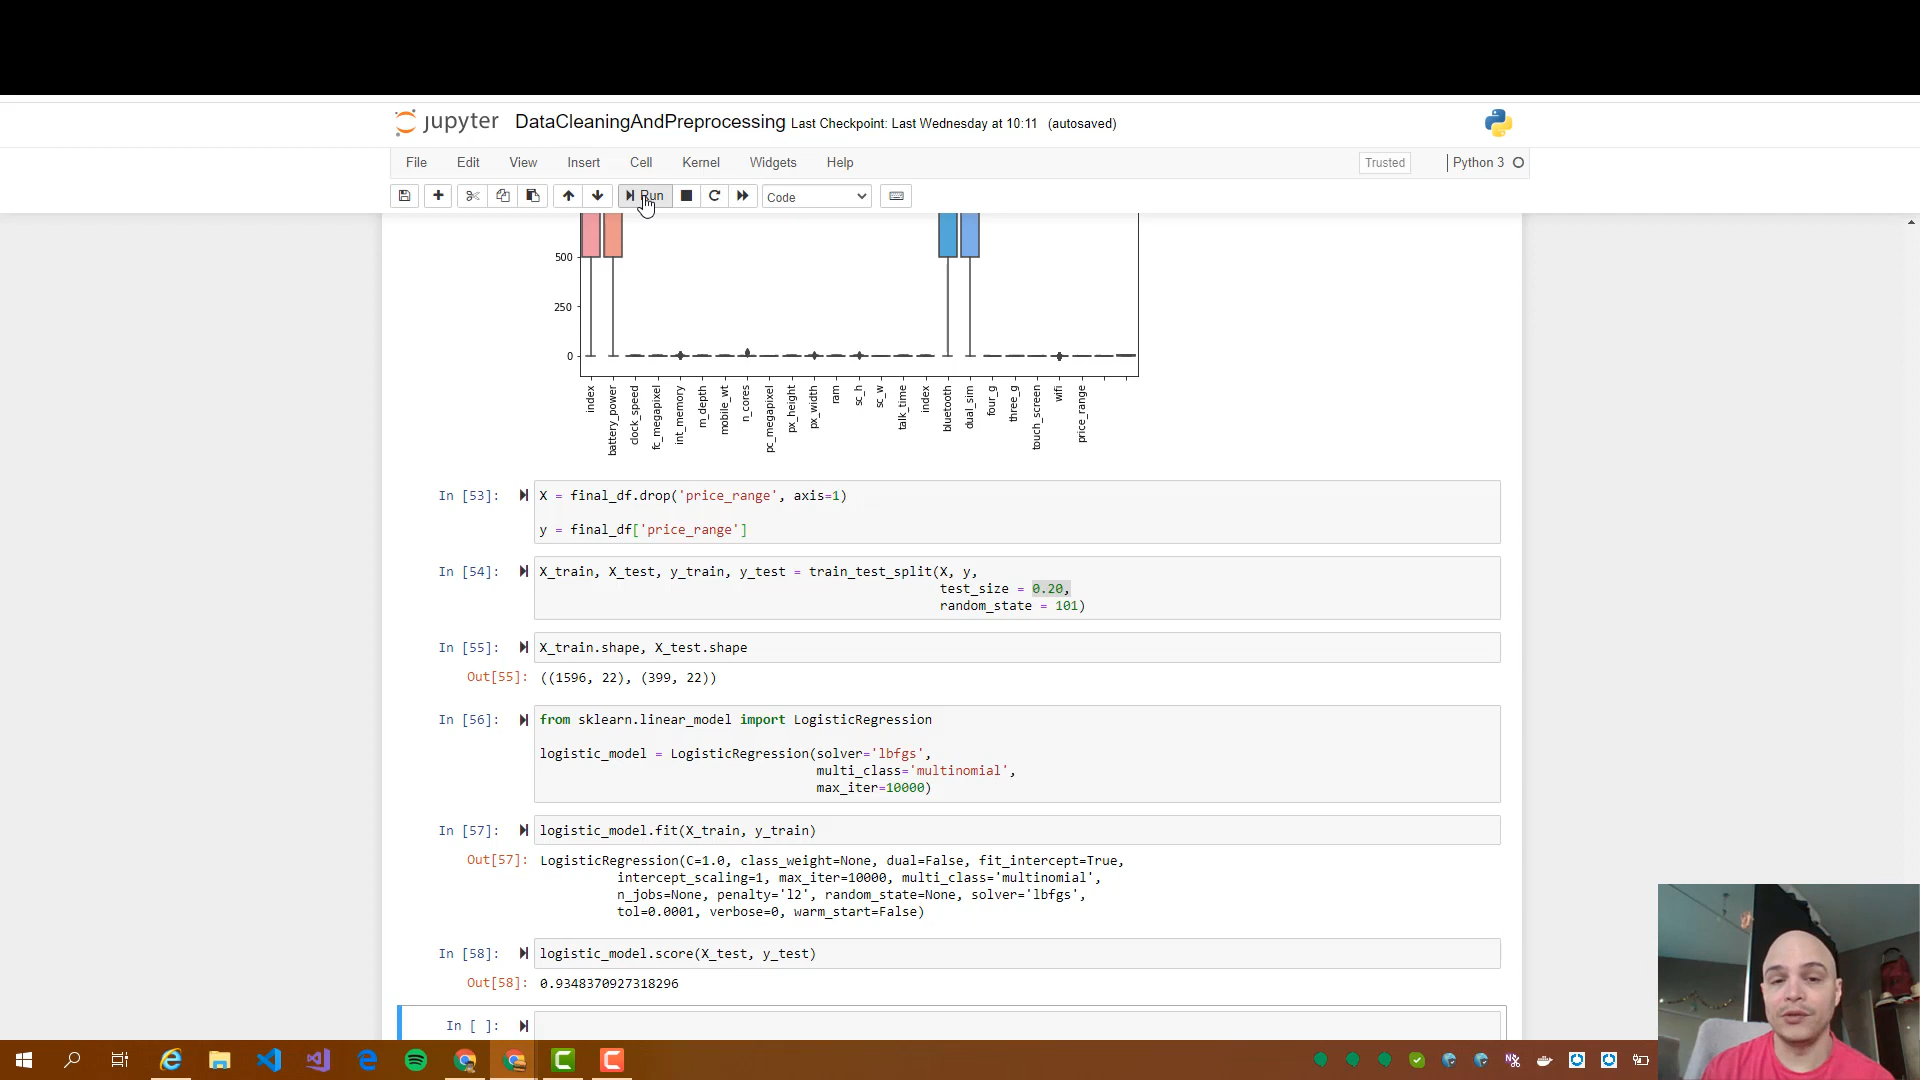 jupyter DataCleaningAndPreprocessing Last Checkpoint: Last Wednesday at 10:11 (autosaved)
File Edit View Insert Cell Kernel Widgets Help Trusted Python 3
Run Code
500
250
0
index battery_power clock_speed fc_megapixel int_memory m_depth mobile_wt n_cores pc_megapixel px_height px_width ram sc_h sc_w talk_time index bluetooth dual_sim four_g three_g touch_screen wifi price_range
In [53]: X = final_df.drop('price_range', axis=1)
y = final_df['price_range']
In [54]: X_train, X_test, y_train, y_test = train_test_split(X, y,
test_size = 0.20,
random_state = 101)
In [55]: X_train.shape, X_test.shape
Out[55]: ((1596, 22), (399, 22))
In [56]: from sklearn.linear_model import LogisticRegression
logistic_model = LogisticRegression(solver='lbfgs',
multi_class='multinomial',
max_iter=10000)
In [57]: logistic_model.fit(X_train, y_train)
Out[57]: LogisticRegression(C=1.0, class_weight=None, dual=False, fit_intercept=True,
intercept_scaling=1, max_iter=10000, multi_class='multinomial',
n_jobs=None, penalty='l2', random_state=None, solver='lbfgs',
tol=0.0001, verbose=0, warm_start=False)
In [58]: logistic_model.score(X_test, y_test)
Out[58]: 0.9348370927318296
In [ ]: